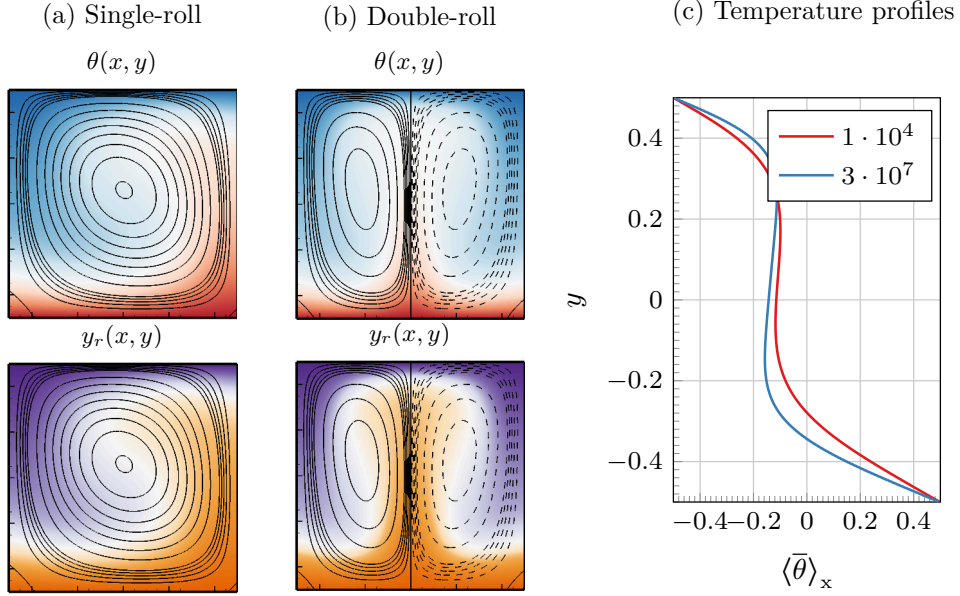 (a) Single-roll
θ(x, y)
y_r(x, y)
(b) Double-roll
θ(x, y)
y_r(x, y)
(c) Temperature profiles
1 · 10^4
3 · 10^7
0.4
0.2
0
−0.2
−0.4
y
−0.4 −0.2 0 0.2 0.4
⟨θ̅⟩_x